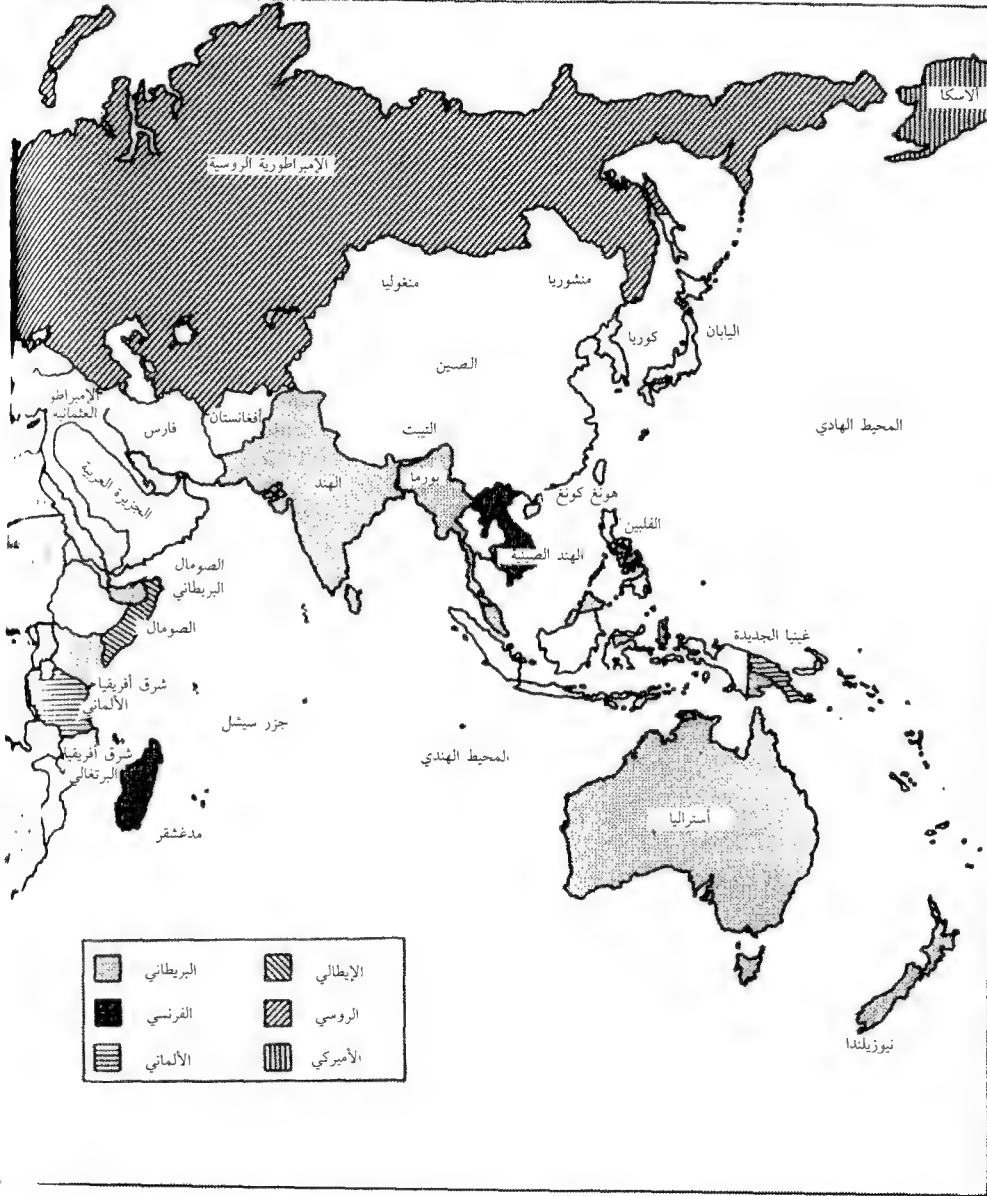 ألاسكا
الإمبراطورية الروسية
منغوليا
منشوريا
كوريا
اليابان
الصين
الإمبراطو
العثمانيه
فارس
أفغانستان
التيبت
المحيط الهادي
الجزيرة العربية
الهند
بورما
هونغ كونغ
الفلبين
الهند الصينية
الصومال
البريطاني
الصومال
غينيا الجديدة
شرق أفريقيا
الألماني
جزر سيشل
شرق أفريقيا
البرتغالي
المحيط الهندي
مدغشقر
أستراليا
نيوزيلندا
البريطاني
الإيطالي
الفرنسي
الروسي
الألماني
الأميركي